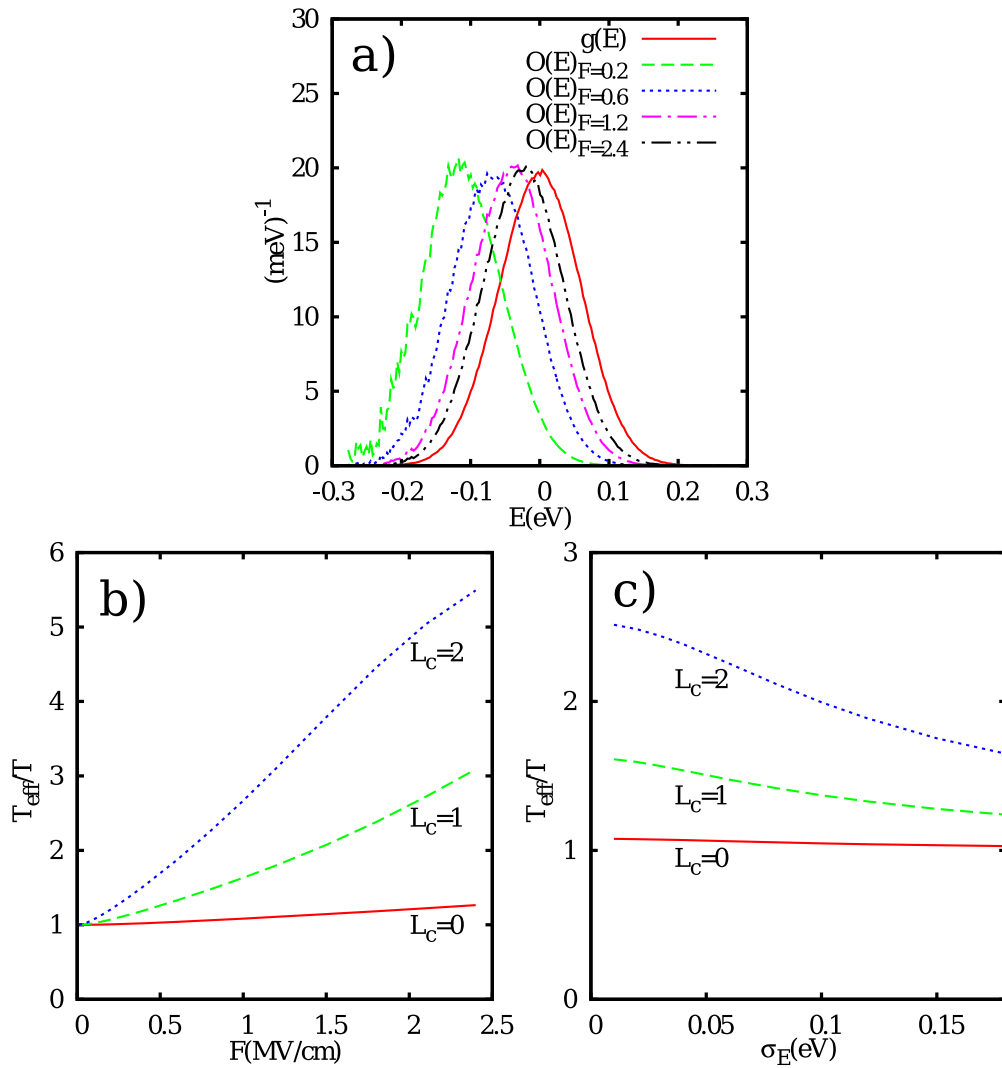 a)
30
25
20
15
10
5
0
(meV)⁻¹
g(E)
O(E)F=0.2
O(E)F=0.6
O(E)F=1.2
O(E)F=2.4
-0.3 -0.2 -0.1 0 0.1 0.2 0.3
E(eV)
b)
6
5
4
3
2
1
0
Teff/T
Lc=2
Lc=1
Lc=0
0 0.5 1 1.5 2 2.5
F(MV/cm)
c)
3
2
1
0
Teff/T
Lc=2
Lc=1
Lc=0
0 0.05 0.1 0.15
σE(eV)